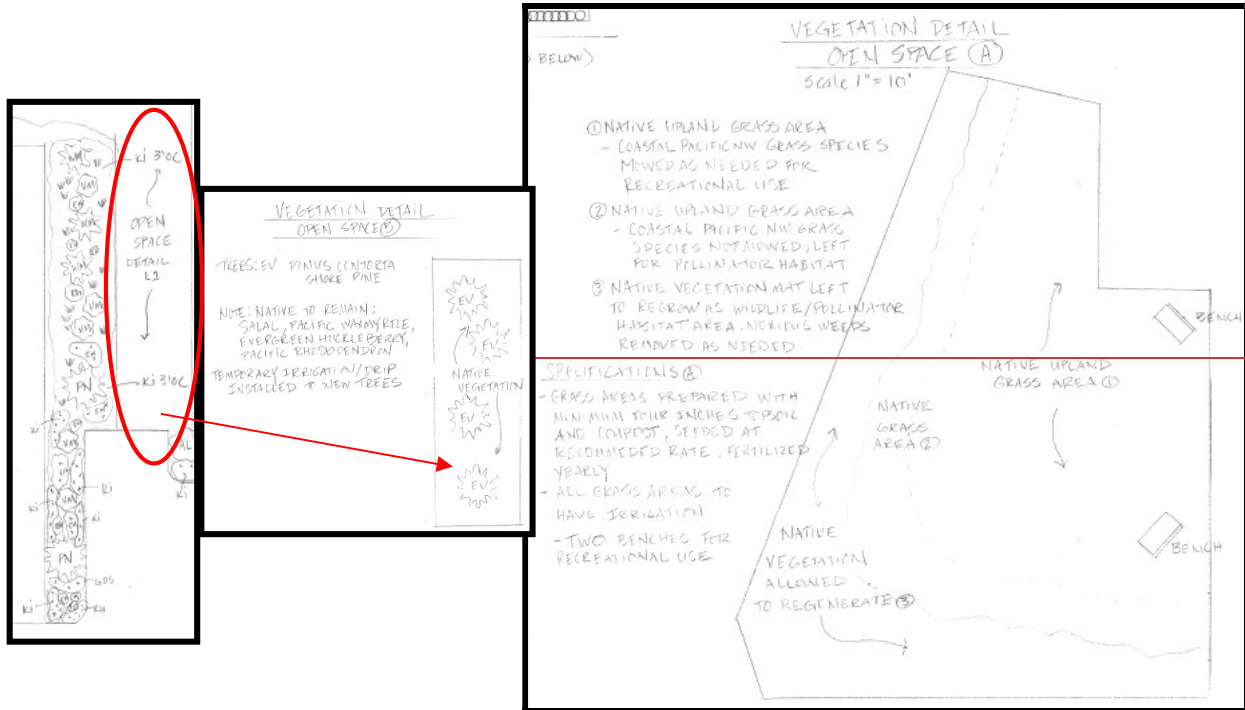 Ki 3'OC
OPEN
SPACE
DETAIL
L1
Ki 3'OC
PN
Ki
Ki
PN
GDS
Ki
RH
Ki
VEGETATION DETAIL
OPEN SPACE Ⓑ
TREES: EV PINUS CONTORTA
SHORE PINE
NOTE: NATIVE TO REMAIN:
SALAL, PACIFIC WAXMYRTLE,
EVERGREEN HUCKLEBERRY,
PACIFIC RHODODENDRON
TEMPORARY IRRIGATION/DRIP
INSTALLED TO NEW TREES
EV
EV
NATIVE
VEGETATION
EV
EV
BELOW)
VEGETATION DETAIL
OPEN SPACE Ⓐ
Scale 1"=10'
① NATIVE UPLAND GRASS AREA
- COASTAL PACIFIC NW GRASS SPECIES
MOWED AS NEEDED FOR
RECREATIONAL USE
② NATIVE UPLAND GRASS AREA
- COASTAL PACIFIC NW GRASS
SPECIES NOT MOWED; LEFT
FOR POLLINATOR HABITAT
③ NATIVE VEGETATION MAT LEFT
TO REGROW AS WILDLIFE/POLLINATOR
HABITAT AREA. NOXIOUS WEEDS
REMOVED AS NEEDED.
SPECIFICATIONS Ⓐ
- GRASS AREAS PREPARED WITH
MINIMUM FOUR INCHES TOPSOIL
AND COMPOST, SEEDED AT
RECOMMEDED RATE. FERTILIZED
YEARLY
- ALL GRASS AREAS TO
HAVE IRRIGATION
- TWO BENCHES FOR
RECREATIONAL USE
BENCH
NATIVE UPLAND
GRASS AREA ①
NATIVE
GRASS
AREA ②
BENCH
NATIVE
VEGETATION
ALLOWED
TO REGENERATE ③